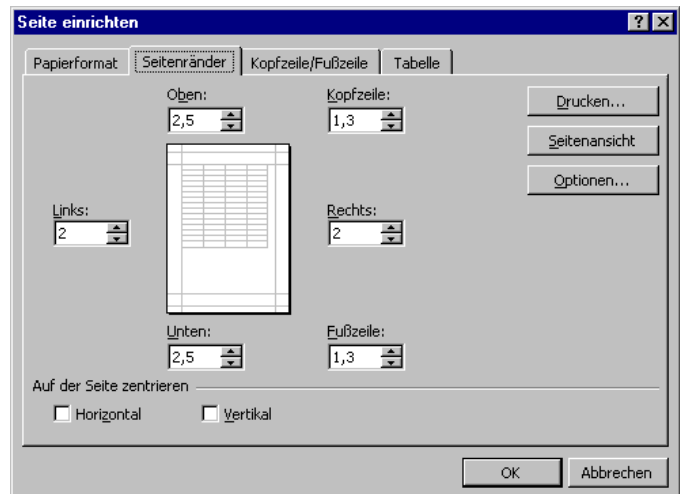 Seite einrichten
Papierformat Seitenränder Kopfzeile/Fußzeile Tabelle
Oben: Kopfzeile: Drucken...
2,5 1,3
Seitenansicht
Optionen...
Links: Rechts:
2 2
Unten: Fußzeile:
2,5 1,3
Auf der Seite zentrieren
Horizontal Vertikal
OK Abbrechen